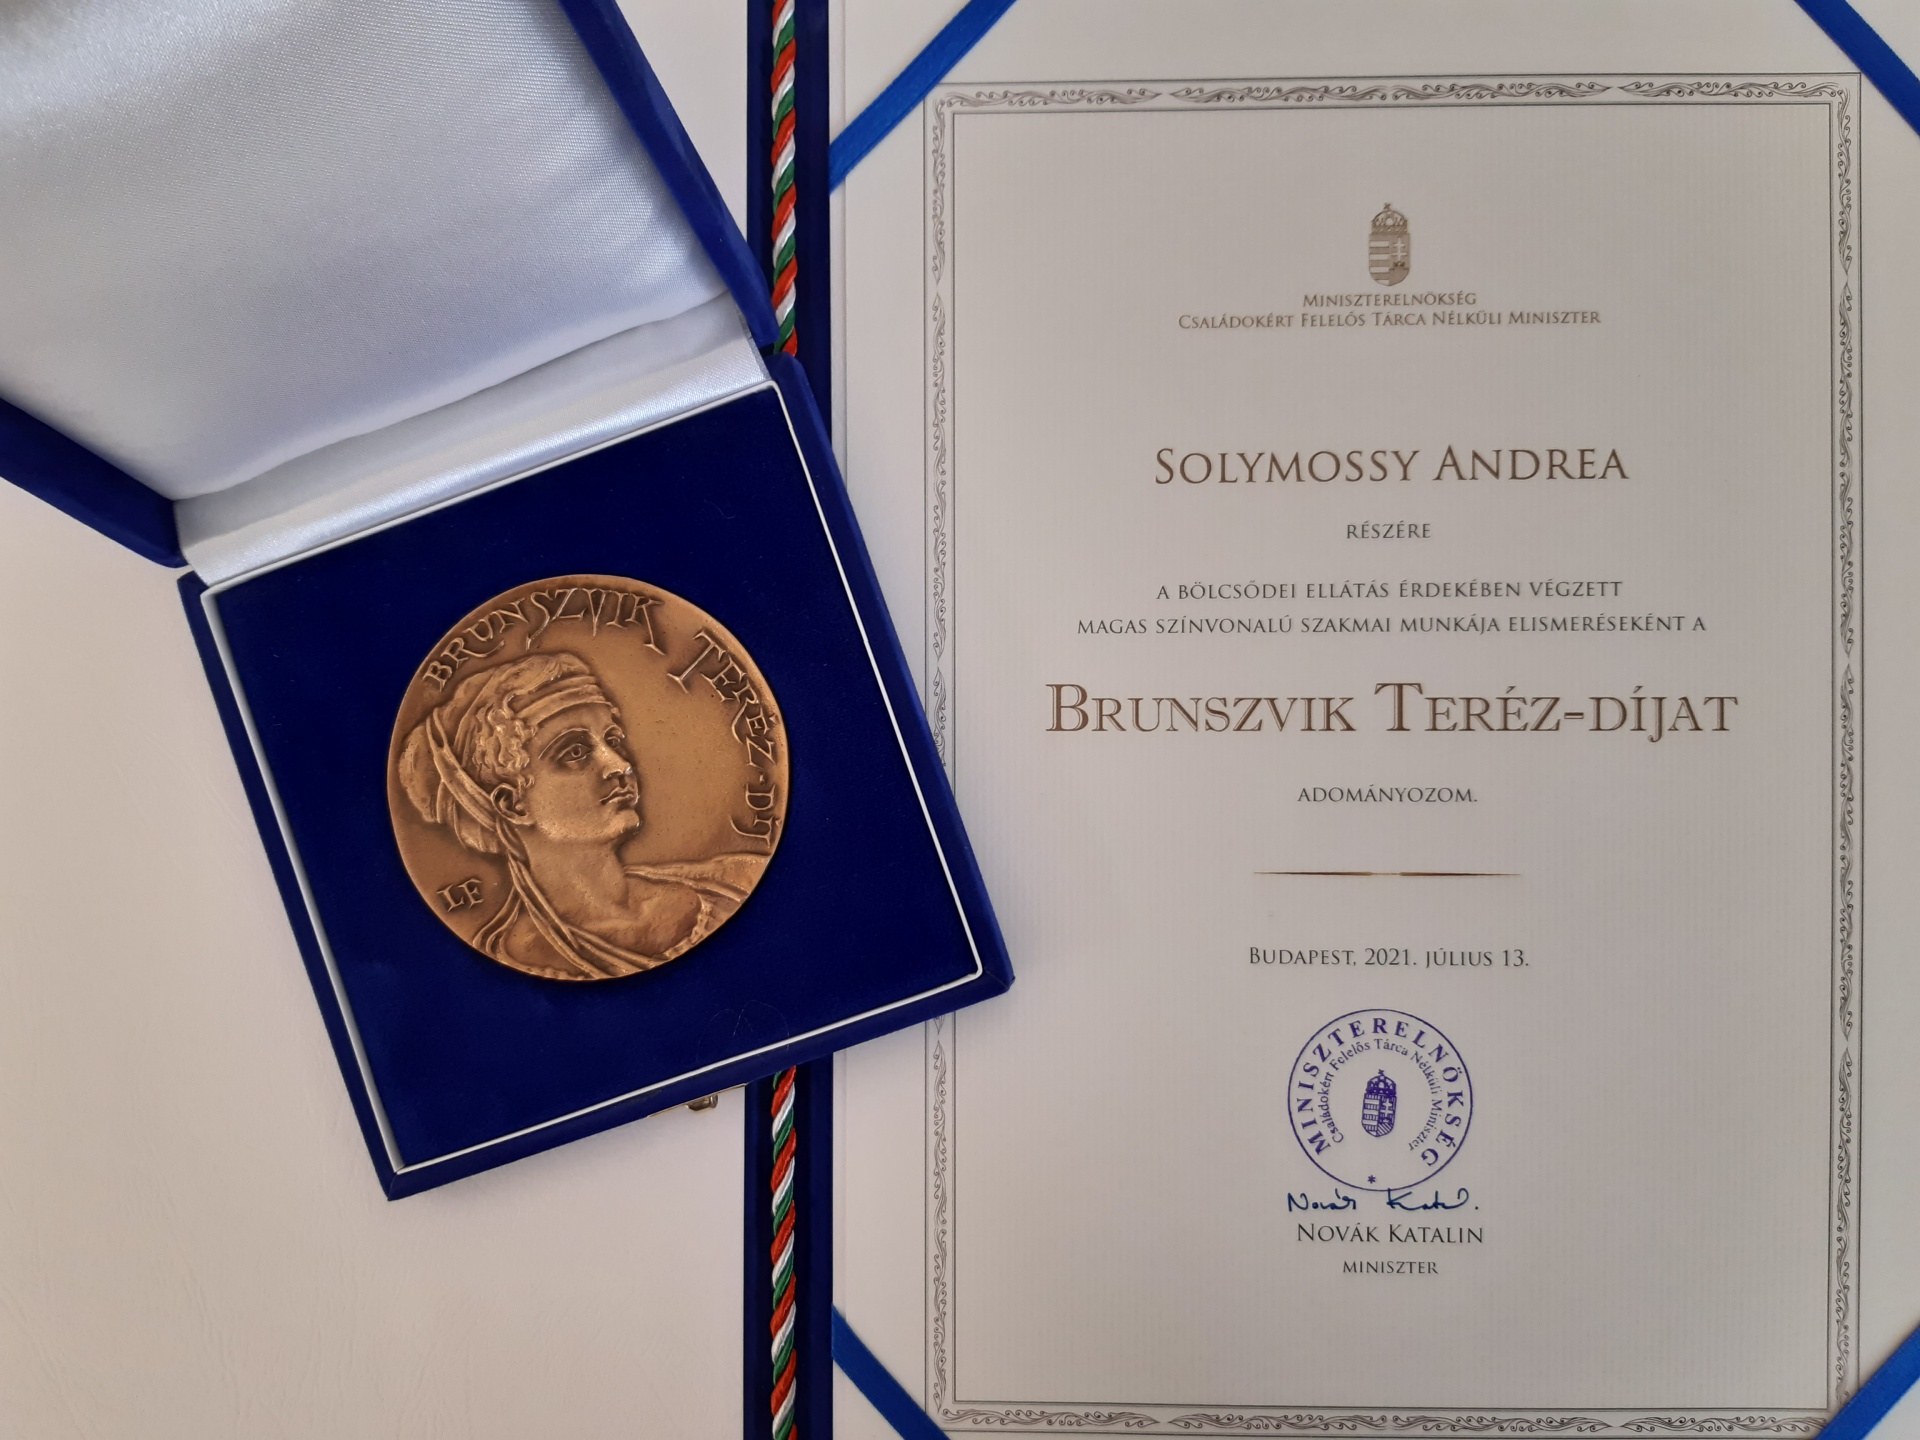 BRUNSZVIK TERÉZ-DÍJ
LF
MINISZTERELNÖKSÉG
CSALÁDOKÉRT FELELŐS TÁRCA NÉLKÜLI MINISZTER
SOLYMOSSY ANDREA
RÉSZÉRE
A BÖLCSŐDEI ELLÁTÁS ÉRDEKÉBEN VÉGZETT
MAGAS SZÍNVONALÚ SZAKMAI MUNKÁJA ELISMERÉSEKÉNT A
BRUNSZVIK TERÉZ-DÍJAT
ADOMÁNYOZOM.
BUDAPEST, 2021. JÚLIUS 13.
MINISZTERELNÖKSÉG
Családokért Felelős Tárca Nélküli Miniszter
*
Novák Katalin
NOVÁK KATALIN
MINISZTER